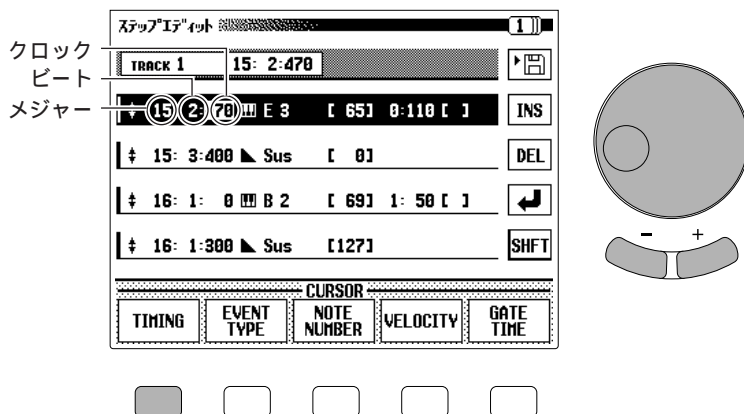 ステップエディット
1
クロック
ビート
メジャー
TRACK 1 15: 2:470
15 2: 70 E 3 [ 65] 0:110 [ ]
INS
15: 3:400 Sus [ 0]
DEL
16: 1: 0 B 2 [ 69] 1: 50 [ ]
16: 1:300 Sus [127]
SHFT
CURSOR
TIMING
EVENT TYPE
NOTE NUMBER
VELOCITY
GATE TIME
- +